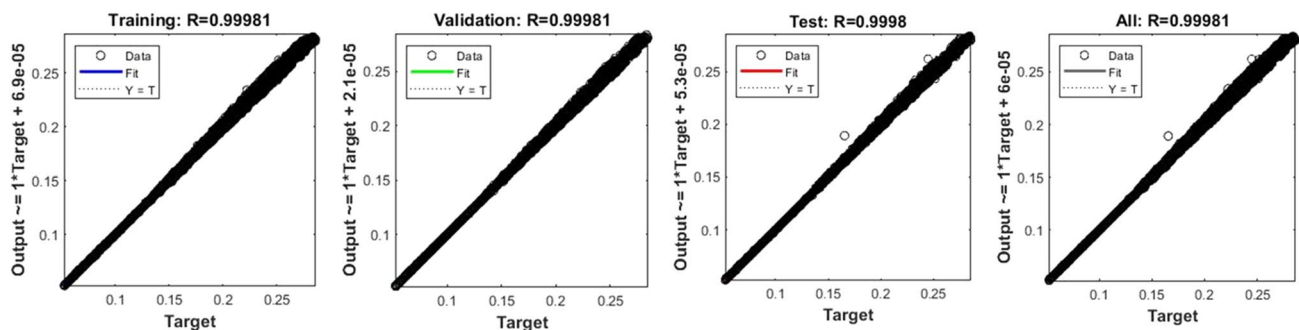 Training: R=0.99981
Output ~= 1*Target + 6.9e-05
Data
Fit
Y = T
0.25
0.2
0.15
0.1
0.1
0.15
0.2
0.25
Target
Validation: R=0.99981
Output ~= 1*Target + 2.1e-05
Data
Fit
Y = T
0.25
0.2
0.15
0.1
0.1
0.15
0.2
0.25
Target
Test: R=0.9998
Output ~= 1*Target + 5.3e-05
Data
Fit
Y = T
0.25
0.2
0.15
0.1
0.1
0.15
0.2
0.25
Target
All: R=0.99981
Output ~= 1*Target + 6e-05
Data
Fit
Y = T
0.25
0.2
0.15
0.1
0.1
0.15
0.2
0.25
Target